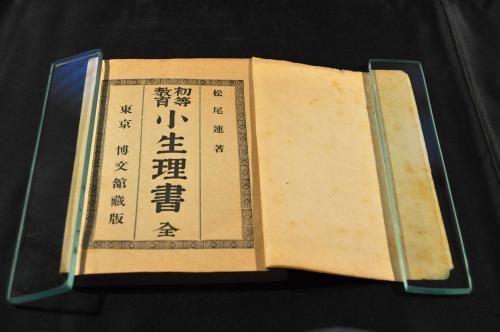 松尾連著
初等
教育
小生理書 全
東京 博文舘藏版